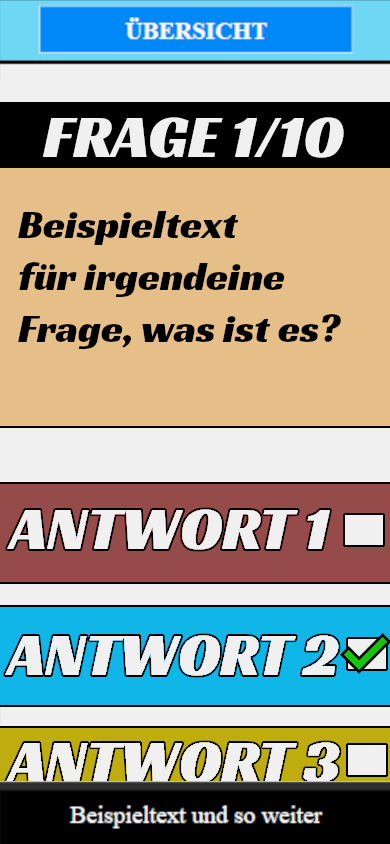 ÜBERSICHT
FRAGE 1/10
Beispieltext
für irgendeine
Frage, was ist es?
ANTWORT 1
ANTWORT 2
ANTWORT 3
Beispieltext und so weiter